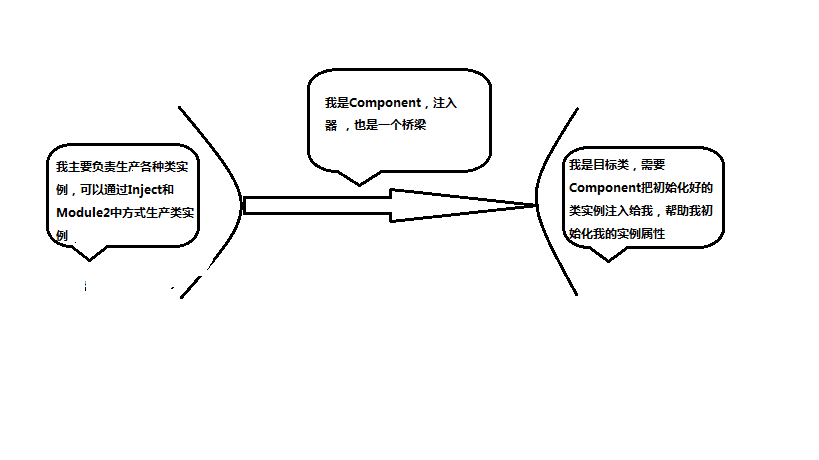 我是Component，注入
器 ，也是一个桥梁
我主要负责生产各种类实
例，可以通过Inject和
Module2中方式生产类实
例
我是目标类，需要
Component把初始化好的
类实例注入给我，帮助我初
始化我的实例属性